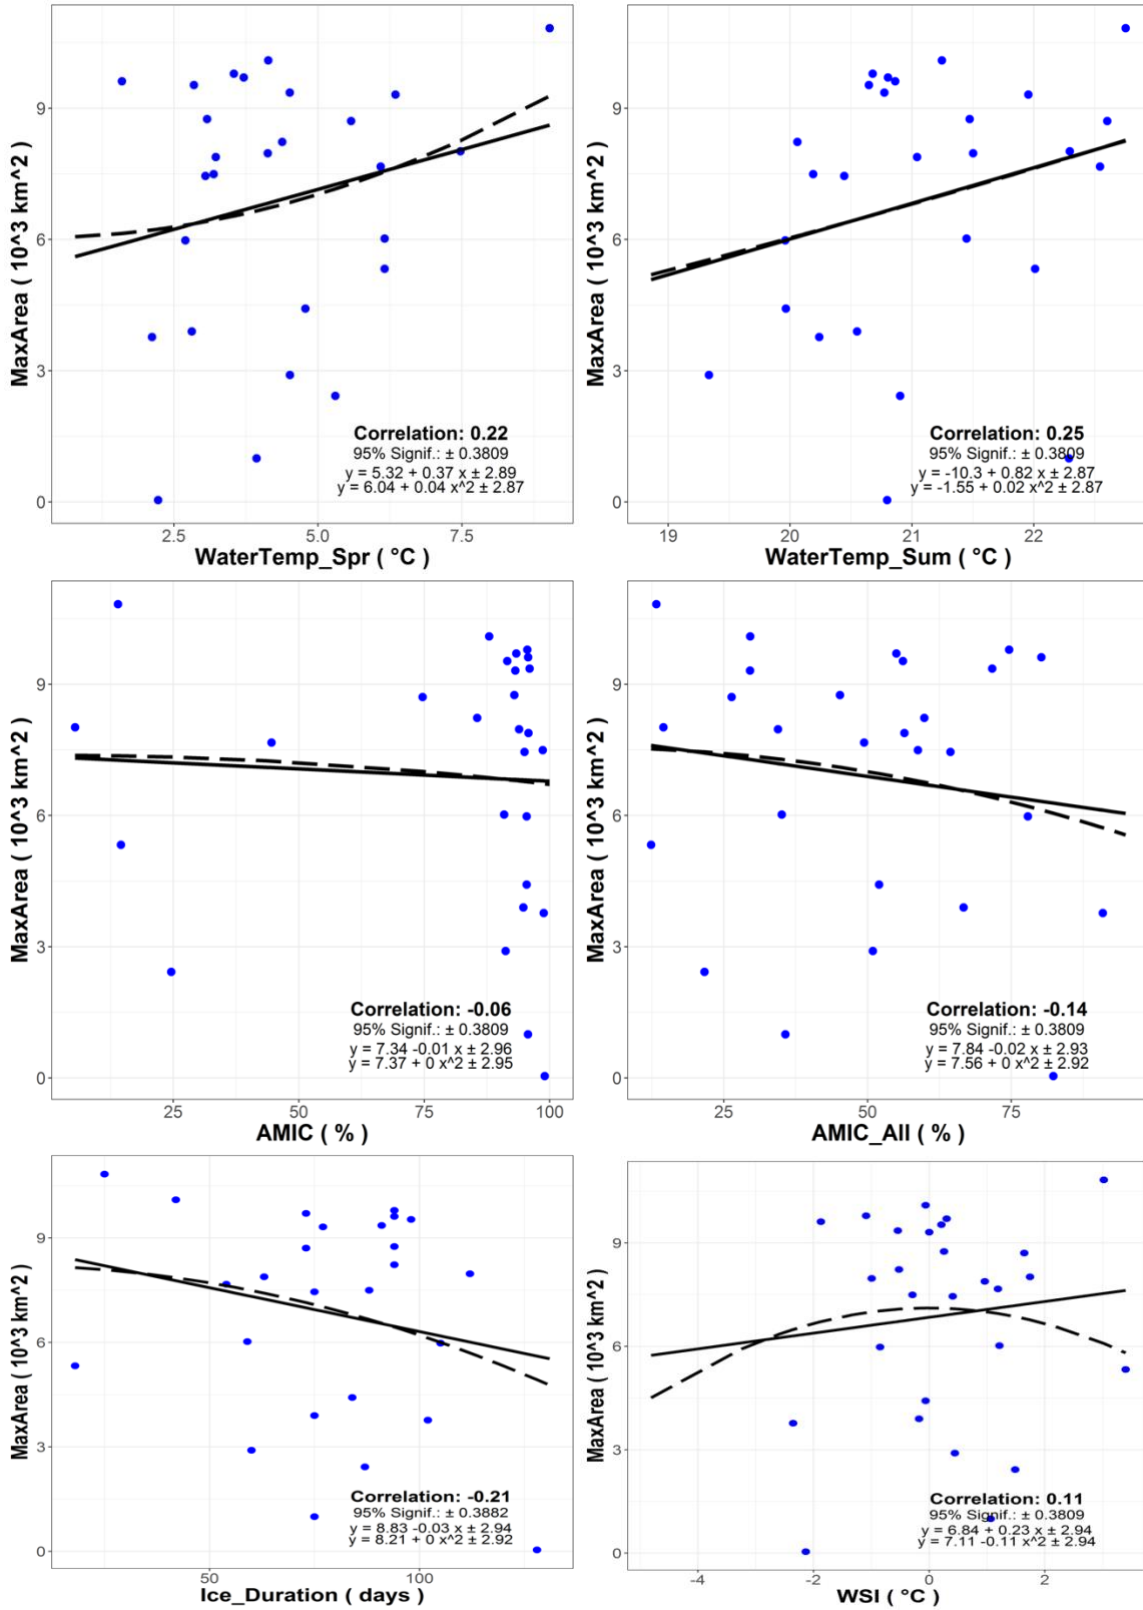 MaxArea ( 10^3 km^2 )
9
6
3
0
Correlation: 0.22
95% Signif.: ± 0.3809
y = 5.32 + 0.37 x ± 2.89
y = 6.04 + 0.04 x^2 ± 2.87
2.5 5.0 7.5
WaterTemp_Spr ( °C )
MaxArea ( 10^3 km^2 )
9
6
3
0
Correlation: 0.25
95% Signif.: ± 0.3809
y = -10.3 + 0.82 x ± 2.87
y = -1.55 + 0.02 x^2 ± 2.87
19 20 21 22
WaterTemp_Sum ( °C )
MaxArea ( 10^3 km^2 )
9
6
3
0
Correlation: -0.06
95% Signif.: ± 0.3809
y = 7.34 -0.01 x ± 2.96
y = 7.37 + 0 x^2 ± 2.95
25 50 75 100
AMIC ( % )
MaxArea ( 10^3 km^2 )
9
6
3
0
Correlation: -0.14
95% Signif.: ± 0.3809
y = 7.84 -0.02 x ± 2.93
y = 7.56 + 0 x^2 ± 2.92
25 50 75
AMIC_All ( % )
MaxArea ( 10^3 km^2 )
9
6
3
0
Correlation: -0.21
95% Signif.: ± 0.3882
y = 8.83 -0.03 x ± 2.94
y = 8.21 + 0 x^2 ± 2.92
50 100
Ice_Duration ( days )
MaxArea ( 10^3 km^2 )
9
6
3
0
Correlation: 0.11
95% Signif.: ± 0.3809
y = 6.84 + 0.23 x ± 2.94
y = 7.11 -0.11 x^2 ± 2.94
-4 -2 0 2
WSI ( °C )